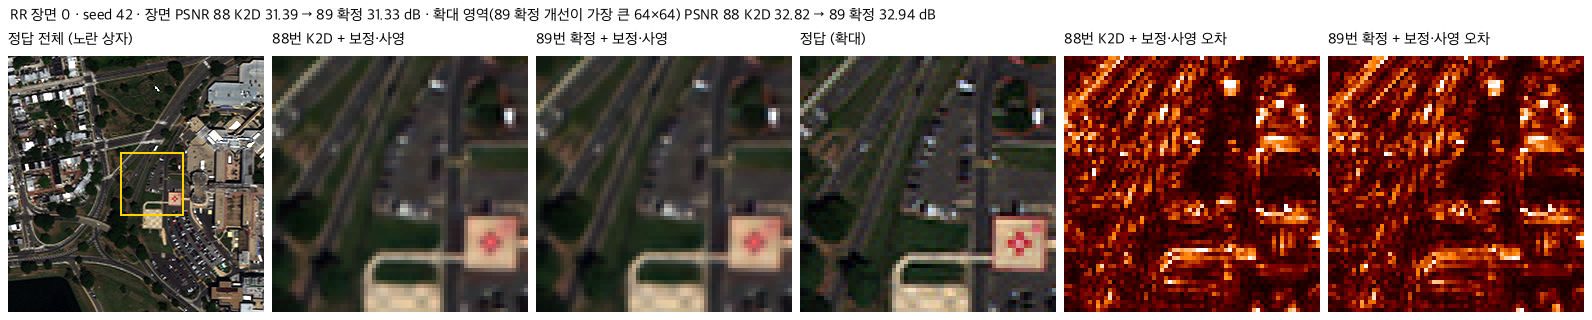 RR 장면 0 · seed 42 · 장면 PSNR 88 K2D 31.39 → 89 확정 31.33 dB · 확대 영역(89 확정 개선이 가장 큰 64×64) PSNR 88 K2D 32.82 → 89 확정 32.94 dB
정답 전체 (노란 상자)
88번 K2D + 보정·사영
89번 확정 + 보정·사영
정답 (확대)
88번 K2D + 보정·사영 오차
89번 확정 + 보정·사영 오차